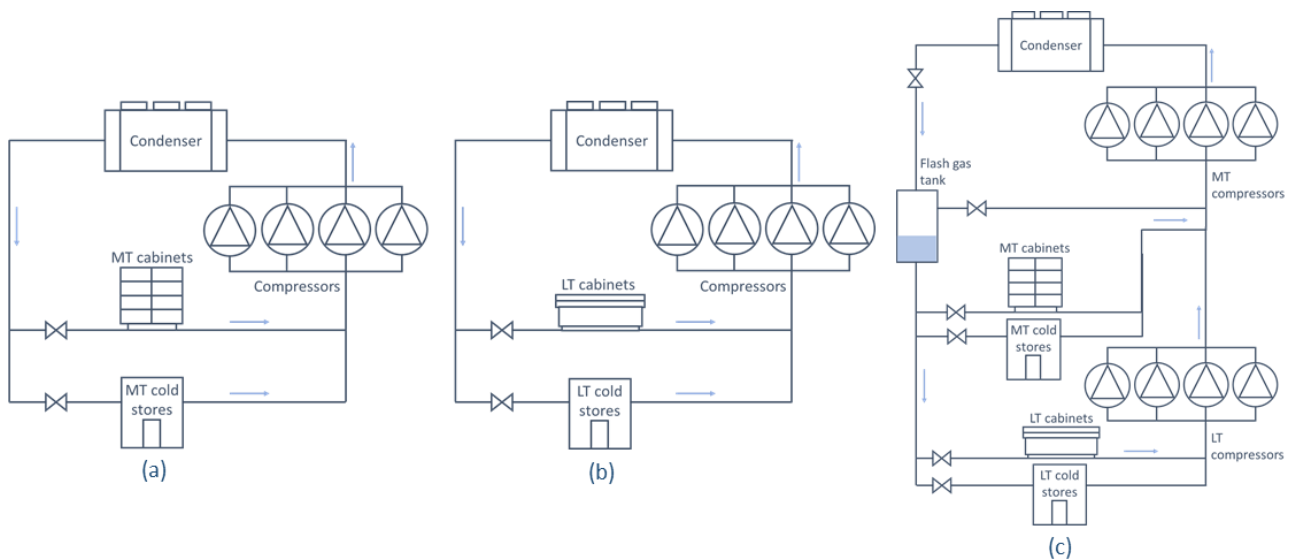 Condenser
MT cabinets
Compressors
MT cold
stores
(a)
Condenser
LT cabinets
Compressors
LT cold
stores
(b)
Condenser
Flash gas
tank
MT
compressors
MT cabinets
MT cold
stores
LT cabinets
LT
compressors
LT cold
stores
(c)